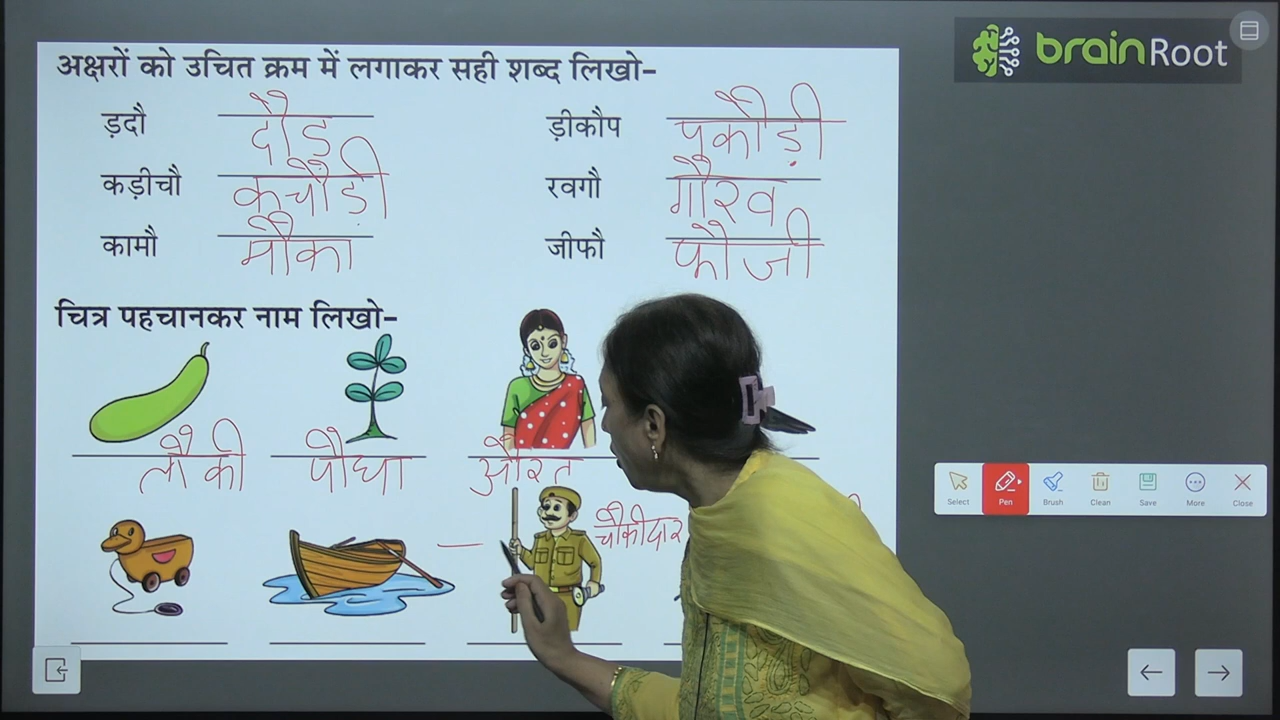 brainRoot
अक्षरों को उचित क्रम में लगाकर सही शब्द लिखो-
ड़दौ दौड़ ड़ीकौप पकौड़ी
कड़ीचौ कचौड़ी रवगौ गौरव
कामौ मौका जीफौ फौजी
चित्र पहचानकर नाम लिखो-
लौकी पौधा औरत
चौकीदार
Select Pen Brush Clean Save More Close